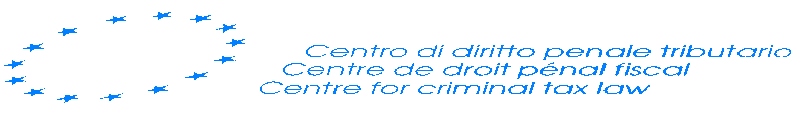 Centro di diritto penale tributario
Centre de droit pénal fiscal
Centre for criminal tax law